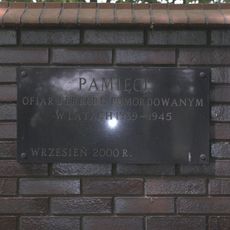 PAMIĘCI
OFIAR POMORDOWANYM
W LATACH 1939-1945
WRZESIEŃ 2000 R.